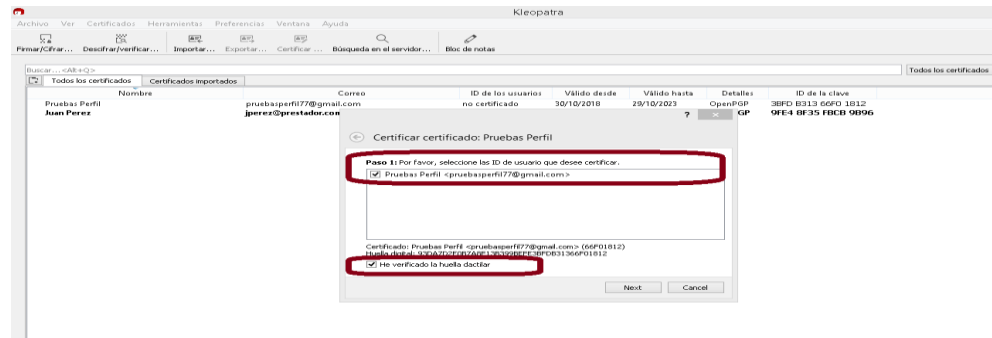 Kleopatra
Archivo Ver Certificados Herramientas Preferencias Ventana Ayuda
Firmar/Cifrar... Descifrar/verificar... Importar... Exportar... Certificar ... Búsqueda en el servidor... Bloc de notas
Buscar...<Alt+Q> Todos los certificados
Todos los certificados Certificados importados
Nombre Correo ID de los usuarios Válido desde Válido hasta Detalles ID de la clave
Pruebas Perfil pruebasperfil77@gmail.com no certificado 30/10/2018 29/10/2023 OpenPGP 3BFD B313 66F0 1812
Juan Perez jperez@prestador.com GP 9FE4 8F35 FBCB 9B96
? ×
Certificar certificado: Pruebas Perfil
Paso 1: Por favor, seleccione las ID de usuario que desee certificar.
Pruebas Perfil <pruebasperfil77@gmail.com>
Certificado: Pruebas Perfil <pruebasperfil77@gmail.com> (66F01812)
Huella digital:
He verificado la huella dactilar
Next Cancel